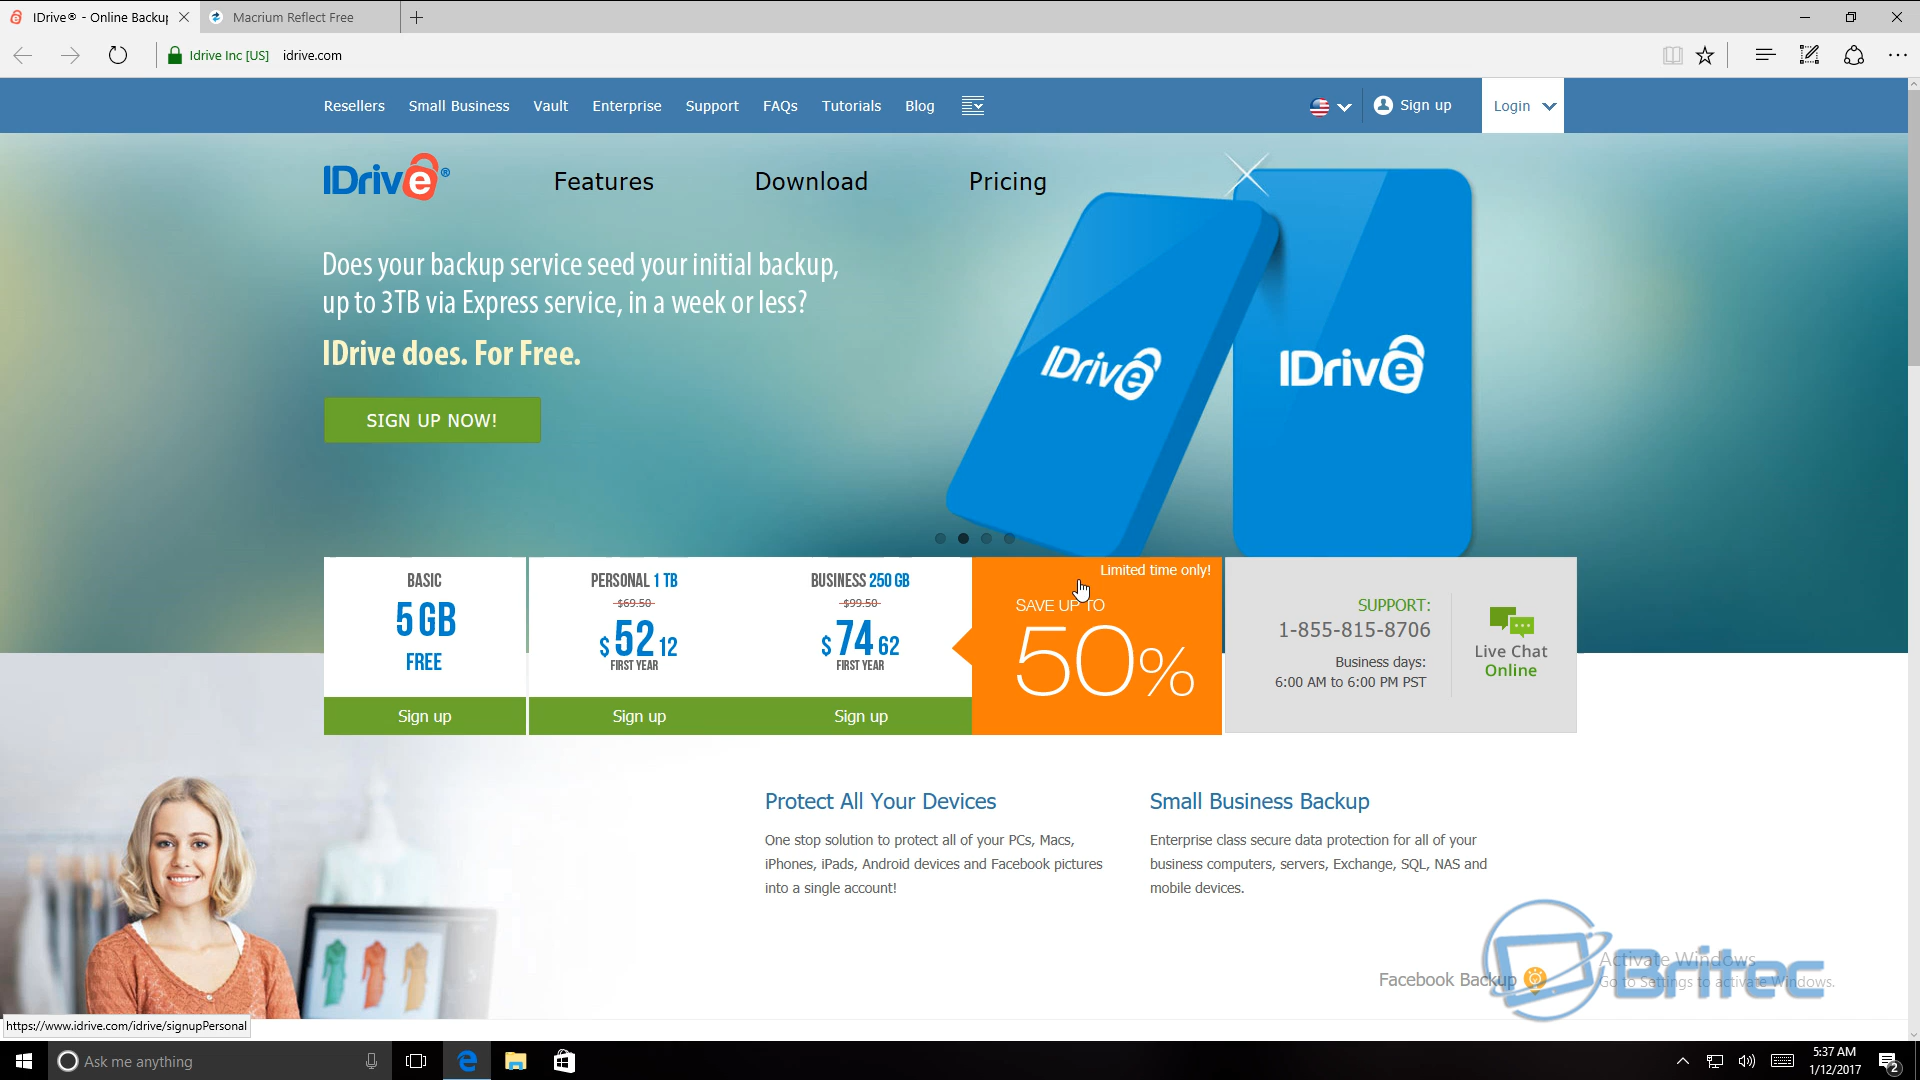 IDrive® - Online Backup
Macrium Reflect Free
Idrive Inc [US] idrive.com
Resellers Small Business Vault Enterprise Support FAQs Tutorials Blog
Sign up
Login
IDrive®
Features Download Pricing
Does your backup service seed your initial backup,
up to 3TB via Express service, in a week or less?
IDrive does. For Free.
SIGN UP NOW!
IDrive
IDrive
BASIC
5 GB
FREE
Sign up
PERSONAL 1 TB
$69.50
$52 12
FIRST YEAR
Sign up
BUSINESS 250 GB
$99.50
$74 62
FIRST YEAR
Sign up
Limited time only!
SAVE UP TO
50%
SUPPORT:
1-855-815-8706
Business days:
6:00 AM to 6:00 PM PST
Live Chat
Online
Protect All Your Devices
One stop solution to protect all of your PCs, Macs,
iPhones, iPads, Android devices and Facebook pictures
into a single account!
Small Business Backup
Enterprise class secure data protection for all of your
business computers, servers, Exchange, SQL, NAS and
mobile devices.
Facebook Backup
Activate Windows
Go to Settings to activate Windows.
Britec
https://www.idrive.com/idrive/signupPersonal
Ask me anything
5:37 AM
1/12/2017
2